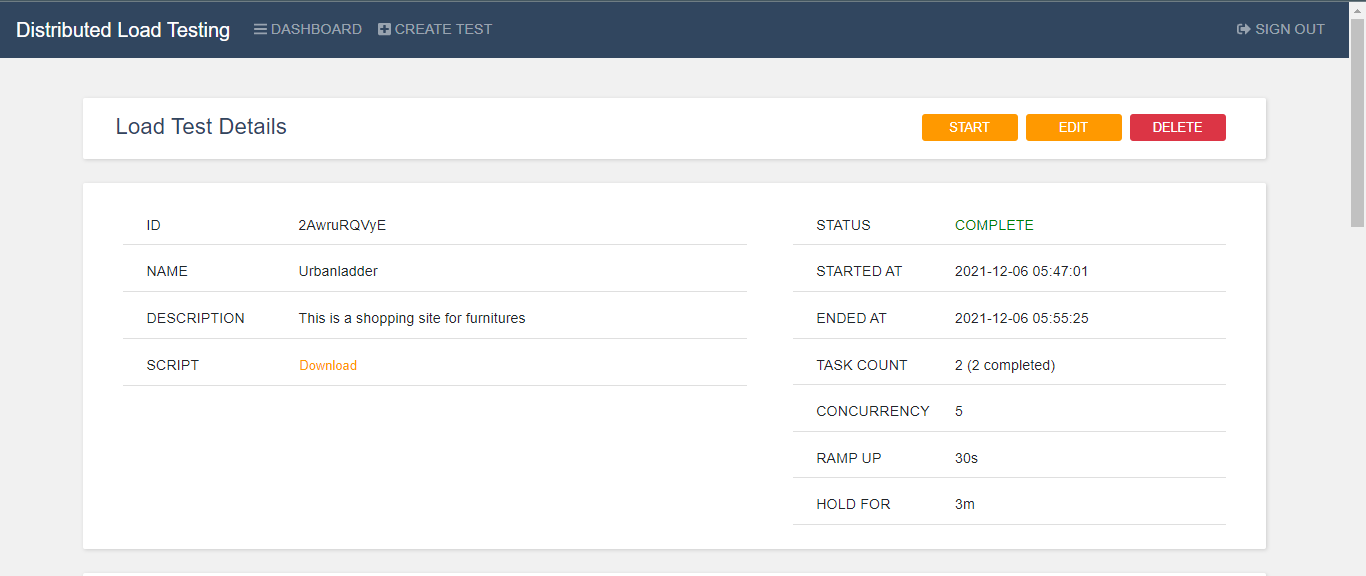 Distributed Load Testing DASHBOARD CREATE TEST SIGN OUT
Load Test Details START EDIT DELETE
ID 2AwruRQVyE
NAME Urbanladder
DESCRIPTION This is a shopping site for furnitures
SCRIPT Download
STATUS COMPLETE
STARTED AT 2021-12-06 05:47:01
ENDED AT 2021-12-06 05:55:25
TASK COUNT 2 (2 completed)
CONCURRENCY 5
RAMP UP 30s
HOLD FOR 3m